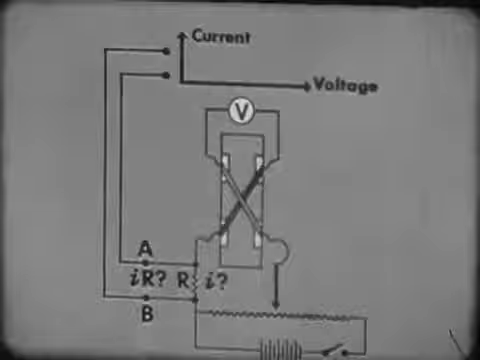 Current
Voltage
V
A
iR? R i?
B